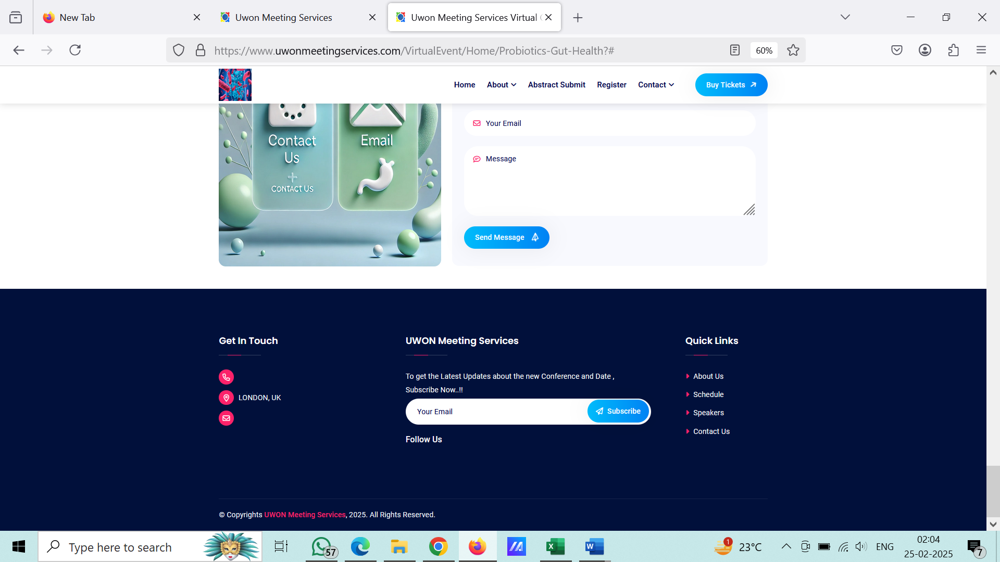 New Tab
Uwon Meeting Services
Uwon Meeting Services Virtual
https://www.uwonmeetingservices.com/VirtualEvent/Home/Probiotics-Gut-Health?#
60%
Home
About
Abstract Submit
Register
Contact
Buy Tickets
Contact
Us
+
CONTACT US
Email
Your Email
Message
Send Message
Get In Touch
LONDON, UK
UWON Meeting Services
To get the Latest Updates about the new Conference and Date ,
Subscribe Now..!!
Your Email
Subscribe
Follow Us
Quick Links
About Us
Schedule
Speakers
Contact Us
© Copyrights UWON Meeting Services, 2025. All Rights Reserved.
Type here to search
57
1
23°C
ENG
02:04
25-02-2025
7